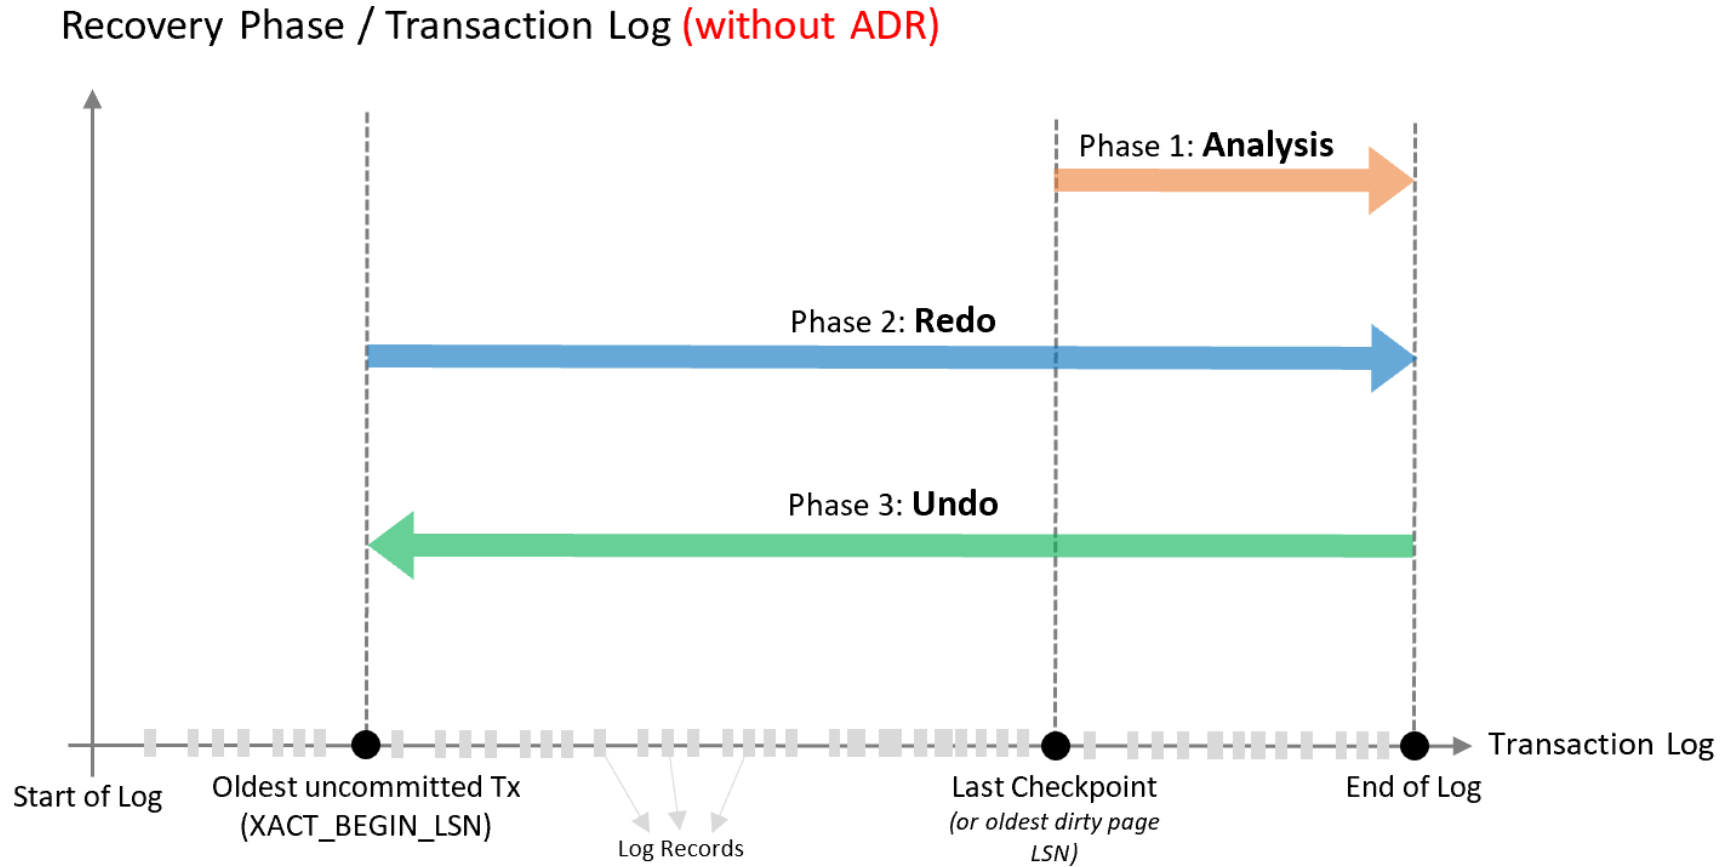 Recovery Phase / Transaction Log (without ADR)
Phase 1: Analysis
Phase 2: Redo
Phase 3: Undo
Transaction Log
Start of Log
Oldest uncommitted Tx
(XACT_BEGIN_LSN)
Log Records
Last Checkpoint
(or oldest dirty page
LSN)
End of Log